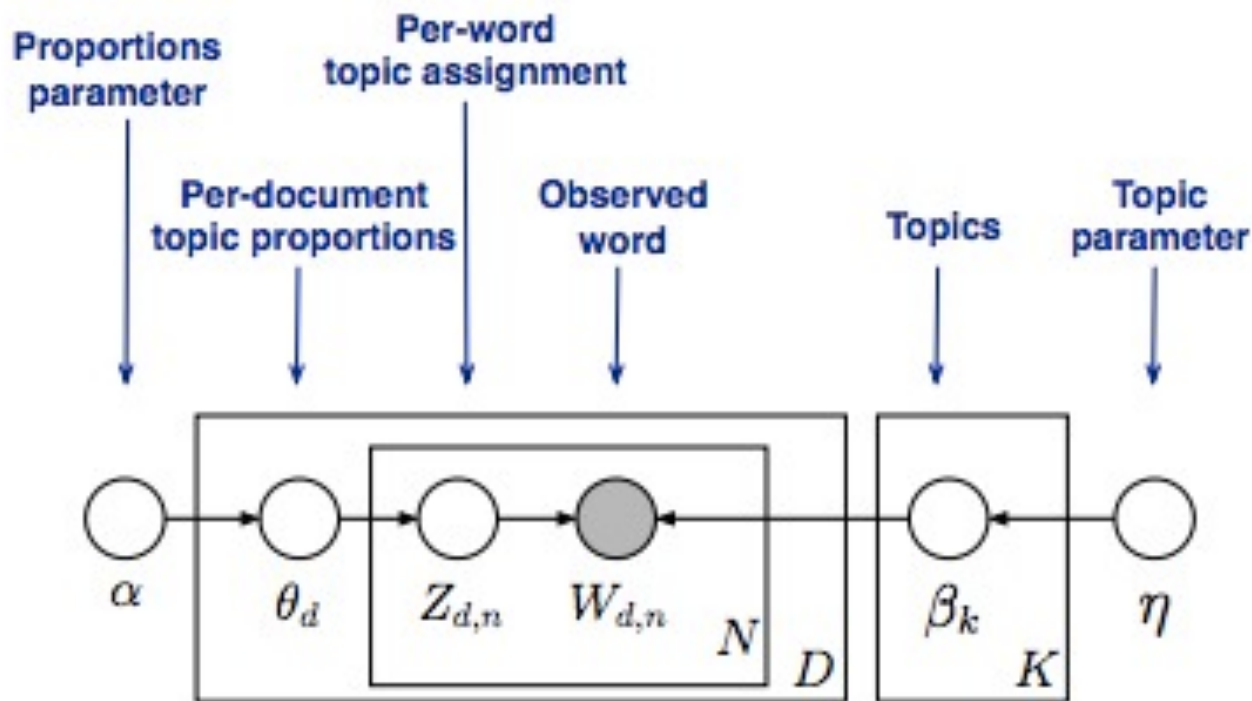 Proportions
parameter
Per-word
topic assignment
Per-document
topic proportions
Observed
word
Topics
Topic
parameter
α
θd
Zd,n
Wd,n
N
D
βk
K
η